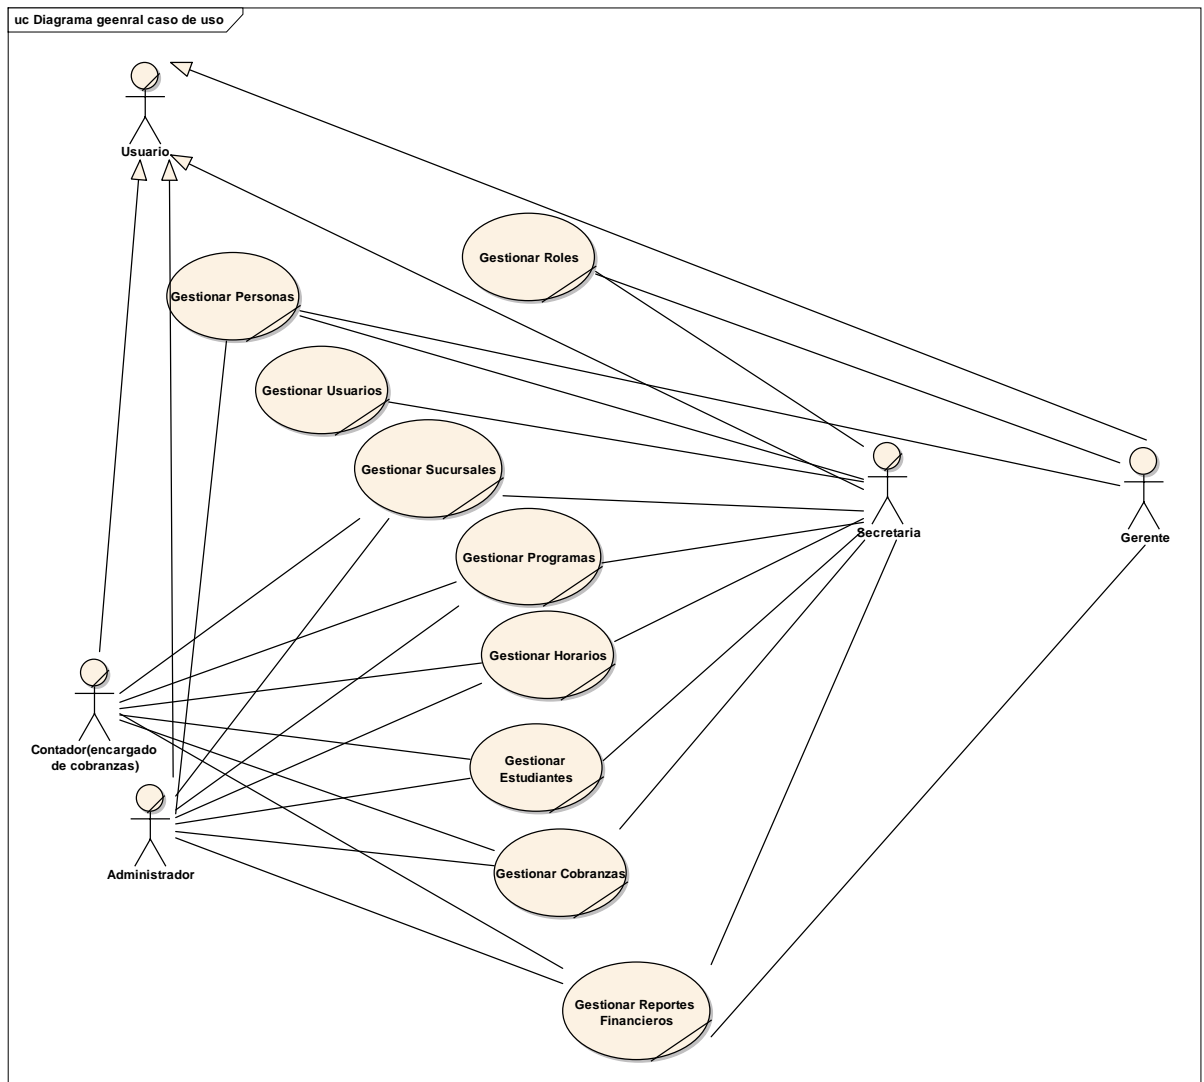 uc Diagrama geenral caso de uso
Usuario
Gestionar Roles
Gestionar Personas
Gestionar Usuarios
Gestionar Sucursales
Secretaria
Gerente
Gestionar Programas
Gestionar Horarios
Contador(encargado
de cobranzas)
Gestionar
Estudiantes
Administrador
Gestionar Cobranzas
Gestionar Reportes
Financieros